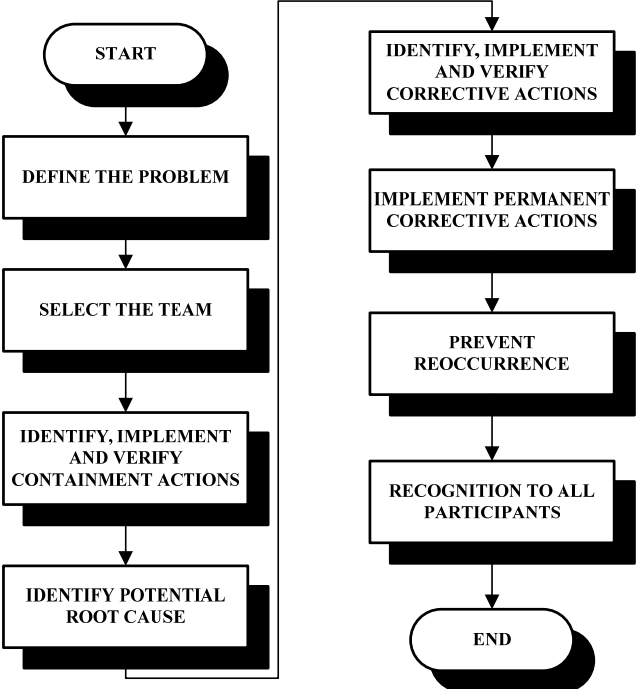 START
DEFINE THE PROBLEM
SELECT THE TEAM
IDENTIFY, IMPLEMENT
AND VERIFY
CONTAINMENT ACTIONS
IDENTIFY POTENTIAL
ROOT CAUSE
IDENTIFY, IMPLEMENT
AND VERIFY
CORRECTIVE ACTIONS
IMPLEMENT PERMANENT
CORRECTIVE ACTIONS
PREVENT
REOCCURRENCE
RECOGNITION TO ALL
PARTICIPANTS
END